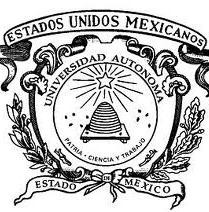 ESTADOS UNIDOS MEXICANOS
UNIVERSIDAD AUTONOMA
PATRIA - CIENCIA Y TRABAJO
ESTADO DE MEXICO